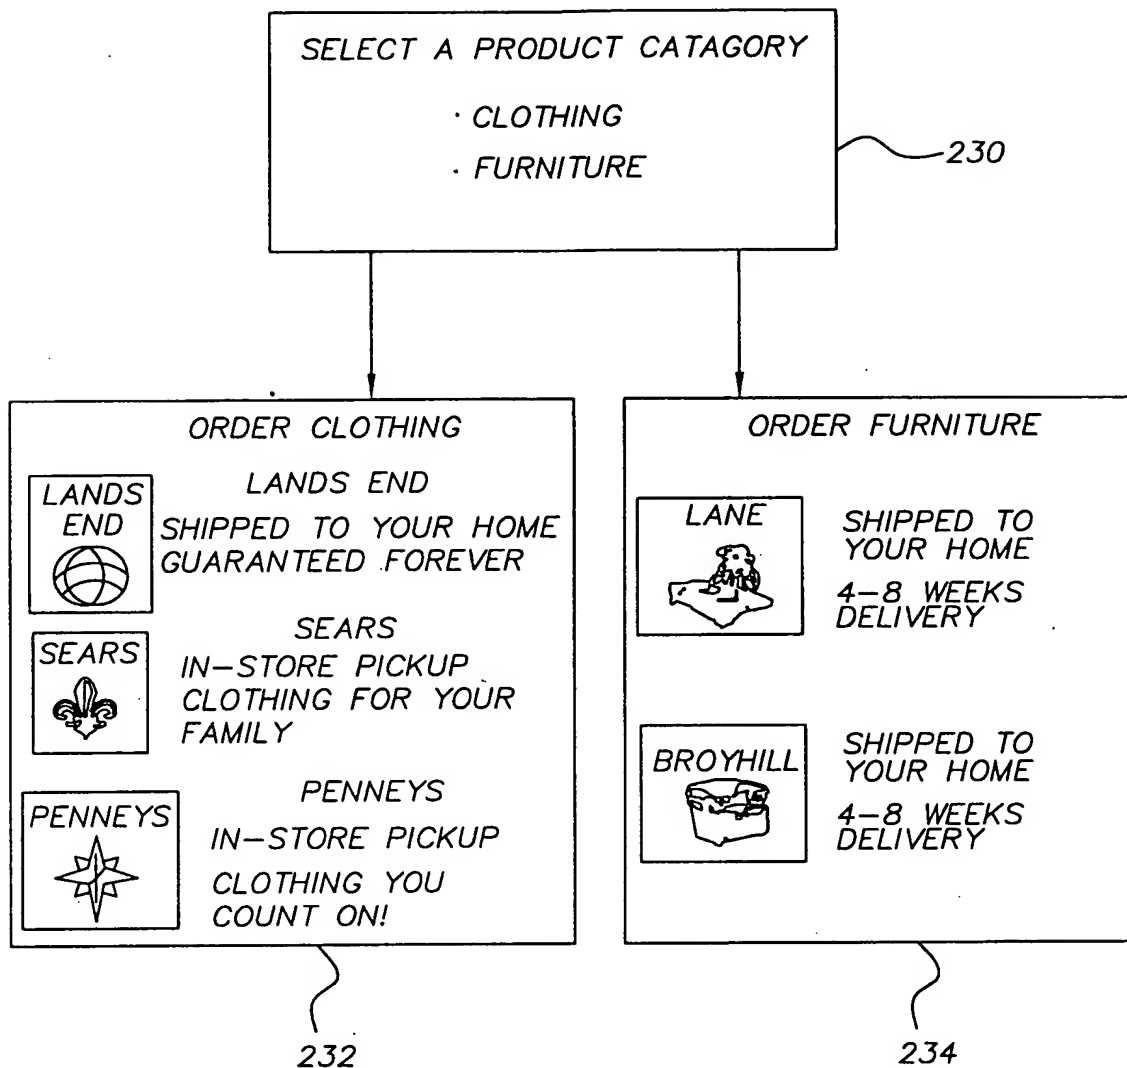 SELECT A PRODUCT CATAGORY
· CLOTHING
· FURNITURE
230
ORDER CLOTHING
LANDS END
LANDS END
SHIPPED TO YOUR HOME
GUARANTEED FOREVER
SEARS
SEARS
IN-STORE PICKUP
CLOTHING FOR YOUR
FAMILY
PENNEYS
PENNEYS
IN-STORE PICKUP
CLOTHING YOU
COUNT ON!
232
ORDER FURNITURE
LANE
SHIPPED TO
YOUR HOME
4-8 WEEKS
DELIVERY
BROYHILL
SHIPPED TO
YOUR HOME
4-8 WEEKS
DELIVERY
234